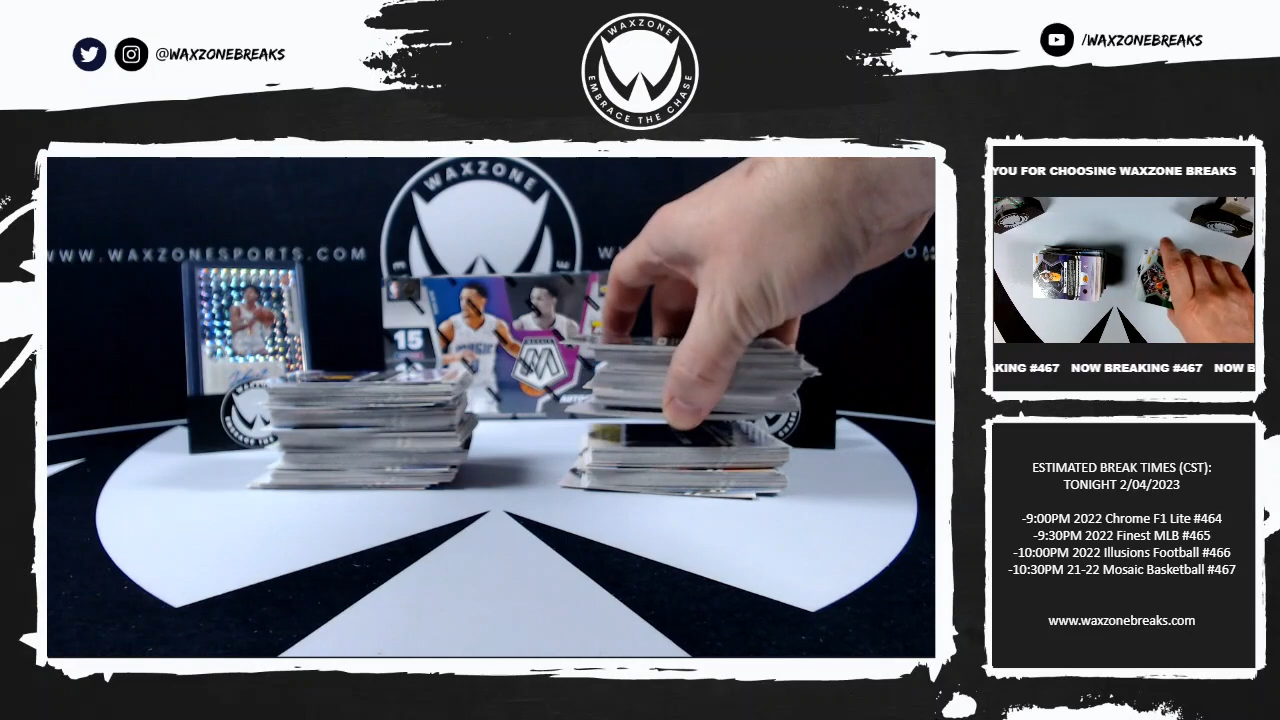 @WAXZONEBREAKS
WAXZONE
EMBRACE THE CHASE
/WAXZONEBREAKS
WAXZONE
WWW.WAXZONESPORTS.COM
15
MAGIC
YOU FOR CHOOSING WAXZONE BREAKS
AKING #467 NOW BREAKING #467 NOW B
ESTIMATED BREAK TIMES (CST):
TONIGHT 2/04/2023
-9:00PM 2022 Chrome F1 Lite #464
-9:30PM 2022 Finest MLB #465
-10:00PM 2022 Illusions Football #466
-10:30PM 21-22 Mosaic Basketball #467
www.waxzonebreaks.com